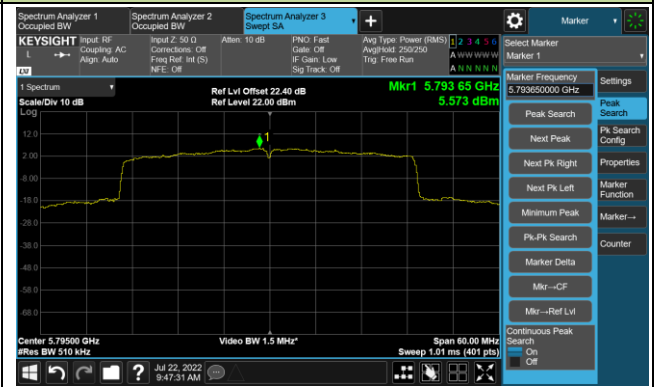 Spectrum Analyzer 1
Occupied BW
Spectrum Analyzer 2
Occupied BW
Spectrum Analyzer 3
Swept SA
Marker
KEYSIGHT
L
Input: RF
Coupling: AC
Align: Auto
Input Z: 50 Ω
Corrections: Off
Freq Ref: Int (S)
NFE: Off
Atten: 10 dB
PNO: Fast
Gate: Off
IF Gain: Low
Sig Track: Off
Avg Type: Power (RMS)
Avg|Hold: 250/250
Trig: Free Run
1 2 3 4 5 6
A W W W W W
A N N N N N
Select Marker
Marker 1
1 Spectrum
Scale/Div 10 dB
Log
Ref Lvl Offset 22.40 dB
Ref Level 22.00 dBm
Mkr1 5.793 65 GHz
5.573 dBm
12.0
2.00
-8.00
-18.0
-28.0
-38.0
-48.0
-58.0
-68.0
1
Center 5.79500 GHz
#Res BW 510 kHz
Video BW 1.5 MHz*
Span 60.00 MHz
Sweep 1.01 ms (401 pts)
Marker Frequency
5.793650000 GHz
Peak Search
Next Peak
Next Pk Right
Next Pk Left
Minimum Peak
Pk-Pk Search
Marker Delta
Mkr→CF
Mkr→Ref Lvl
Continuous Peak
Search
On
Off
Settings
Peak
Search
Pk Search
Config
Properties
Marker
Function
Marker→
Counter
Jul 22, 2022
9:47:31 AM